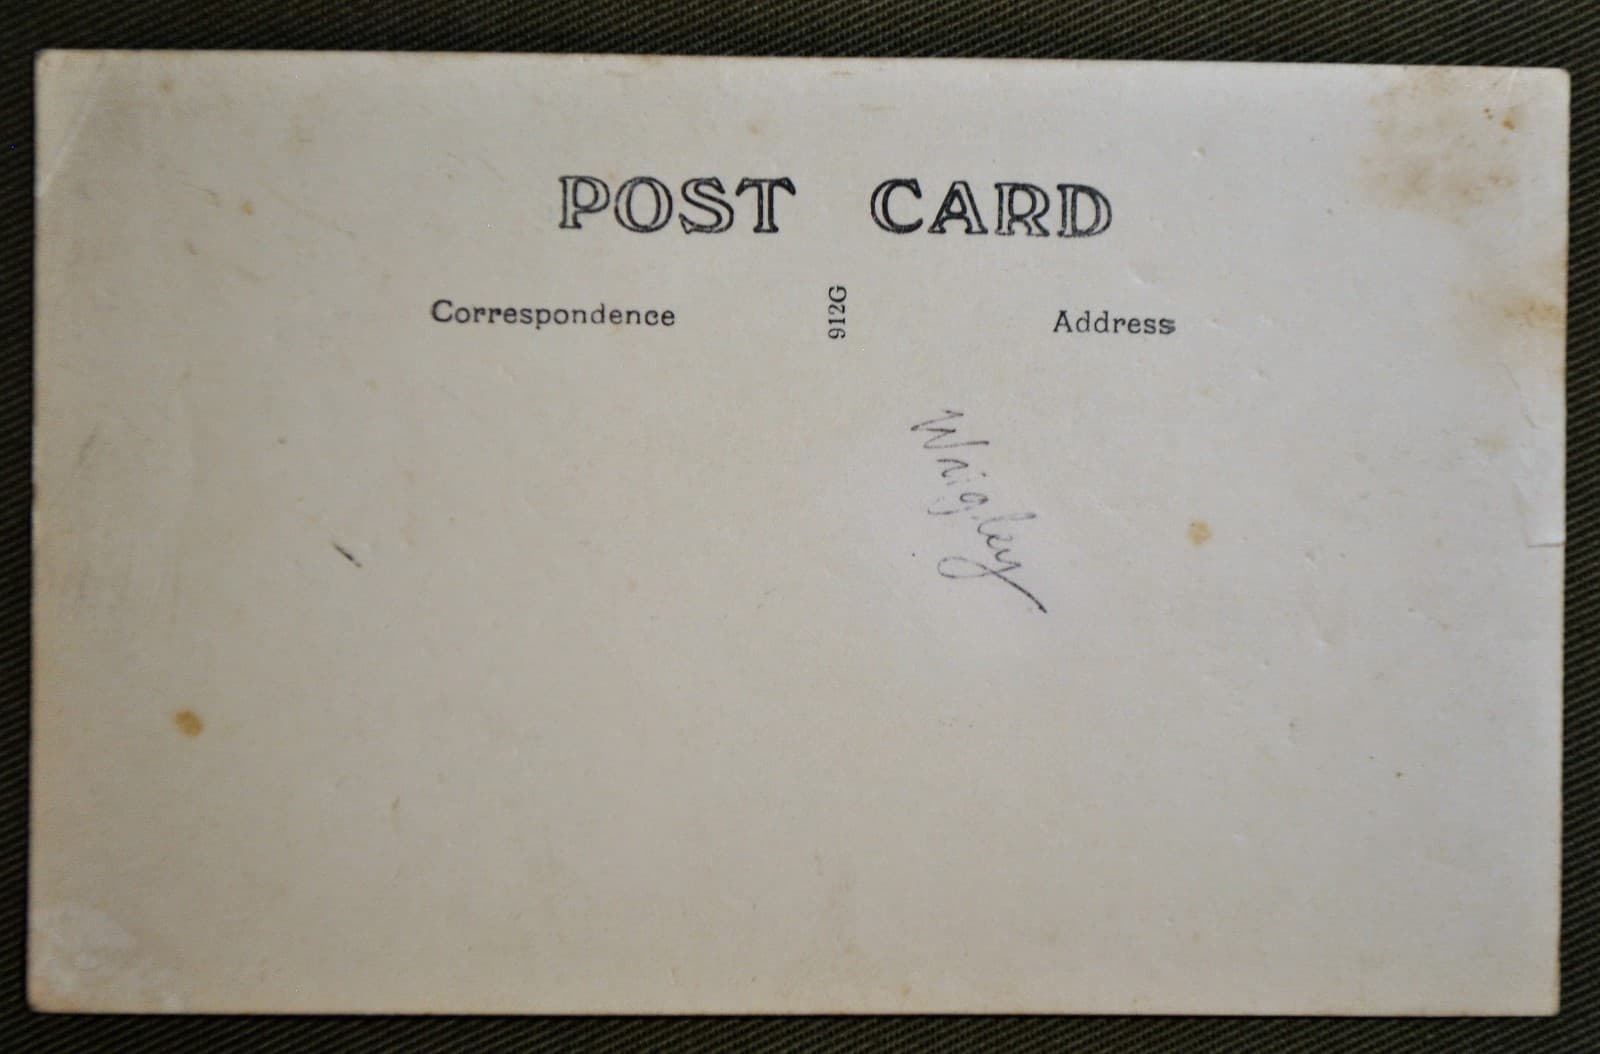 POST CARD
Correspondence
912G
Address
Wrigley